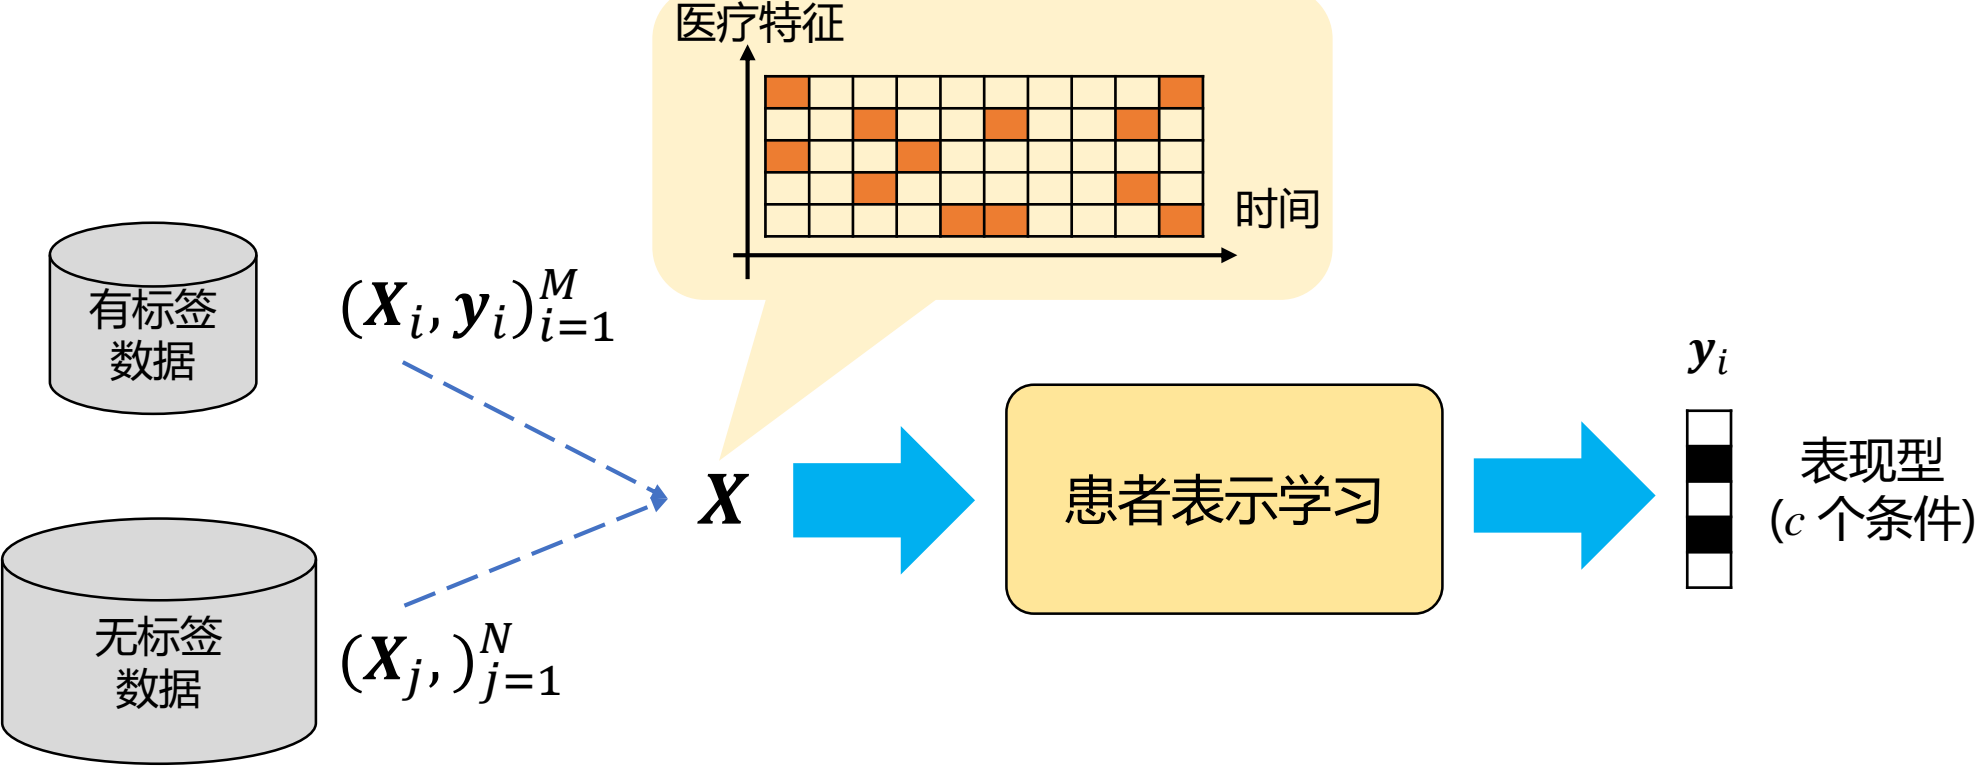 医疗特征
时间
有标签
数据
(X_i, y_i)_{i=1}^{M}
y_i
X
患者表示学习
表现型
(c 个条件)
无标签
数据
(X_j, )_{j=1}^{N}